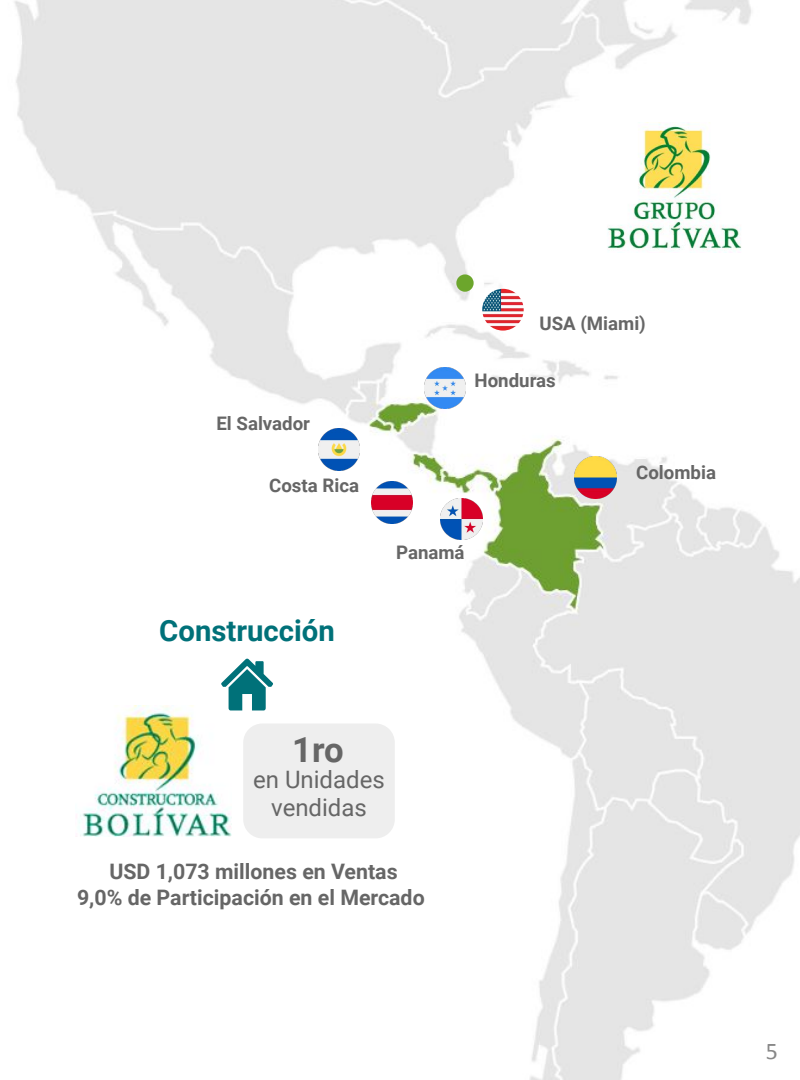 GRUPO
BOLÍVAR
USA (Miami)
Honduras
El Salvador
Costa Rica
Colombia
Panamá
Construcción
CONSTRUCTORA
BOLÍVAR
1ro
en Unidades
vendidas
USD 1,073 millones en Ventas
9,0% de Participación en el Mercado
5